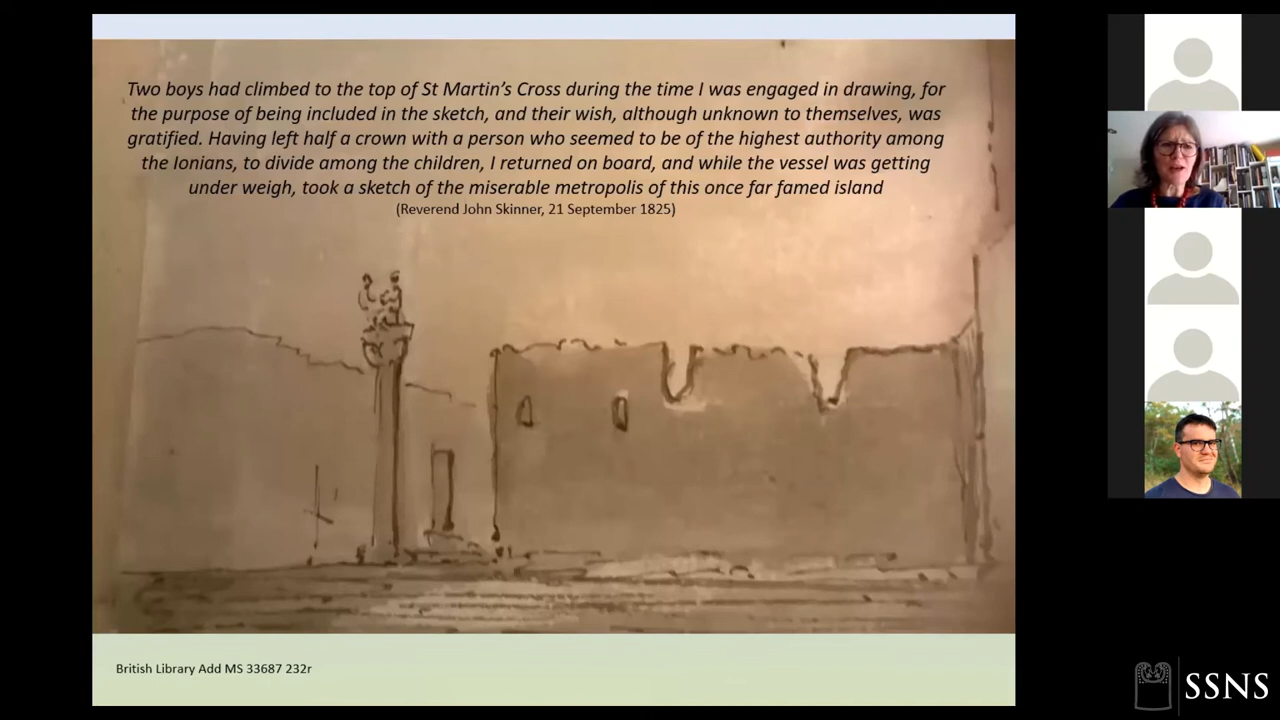 Two boys had climbed to the top of St Martin's Cross during the time I was engaged in drawing, for
the purpose of being included in the sketch, and their wish, although unknown to themselves, was
gratified. Having left half a crown with a person who seemed to be of the highest authority among
the Ionians, to divide among the children, I returned on board, and while the vessel was getting
under weigh, took a sketch of the miserable metropolis of this once far famed island
(Reverend John Skinner, 21 September 1825)
British Library Add MS 33687 232r
SSNS